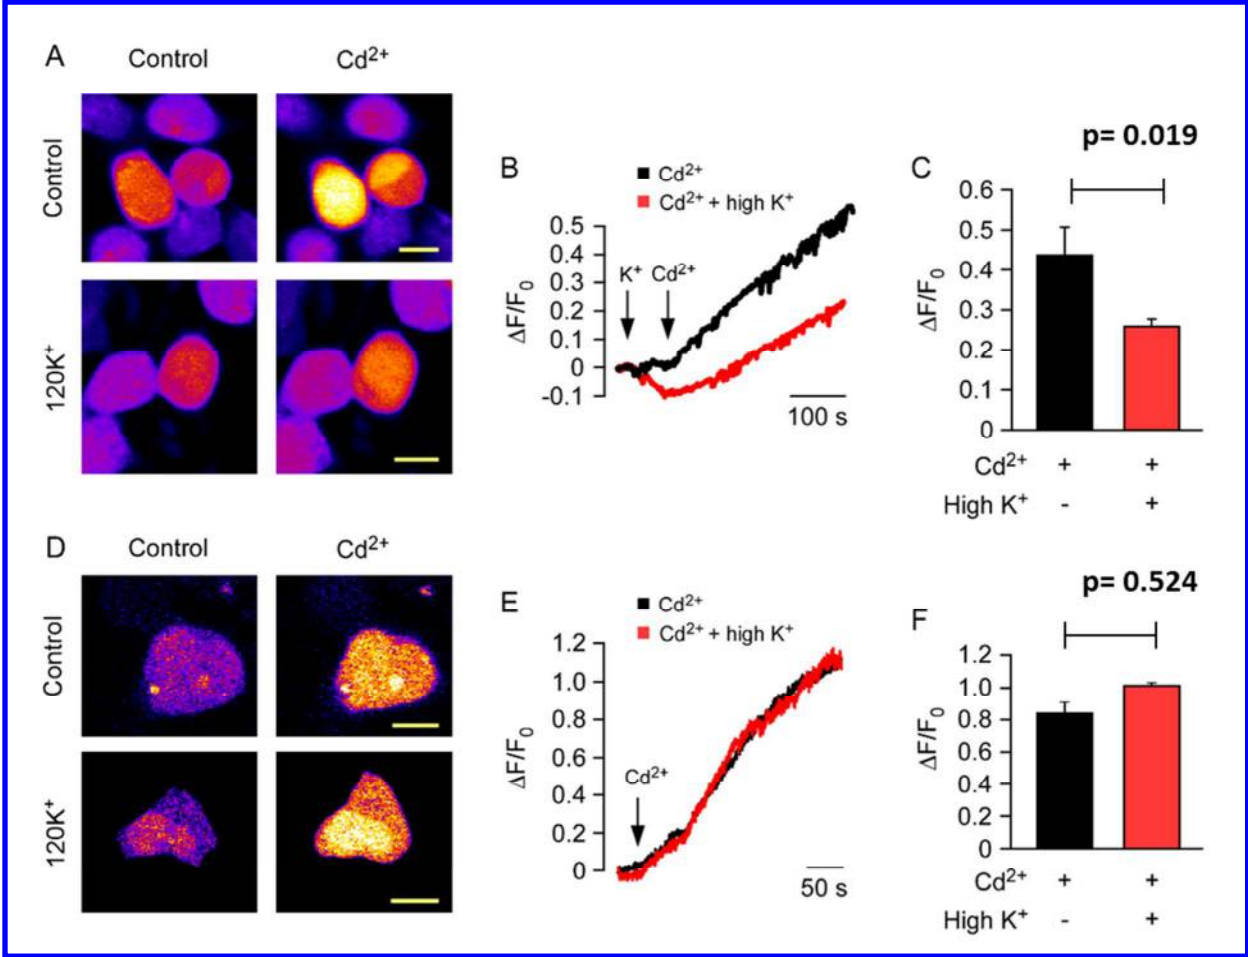 A
Control
Cd²⁺
Control
120K⁺
B
Cd²⁺
Cd²⁺ + high K⁺
ΔF/F₀
0.5
0.4
0.3
0.2
0.1
0
-0.1
K⁺
Cd²⁺
100 s
p= 0.019
C
ΔF/F₀
0.6
0.5
0.4
0.3
0.2
0.1
0
Cd²⁺ + +
High K⁺ - +
D
Control
Cd²⁺
Control
120K⁺
E
Cd²⁺
Cd²⁺ + high K⁺
ΔF/F₀
1.2
1.0
0.8
0.6
0.4
0.2
0
Cd²⁺
50 s
p= 0.524
F
ΔF/F₀
1.2
1.0
0.8
0.6
0.4
0.2
0
Cd²⁺ + +
High K⁺ - +